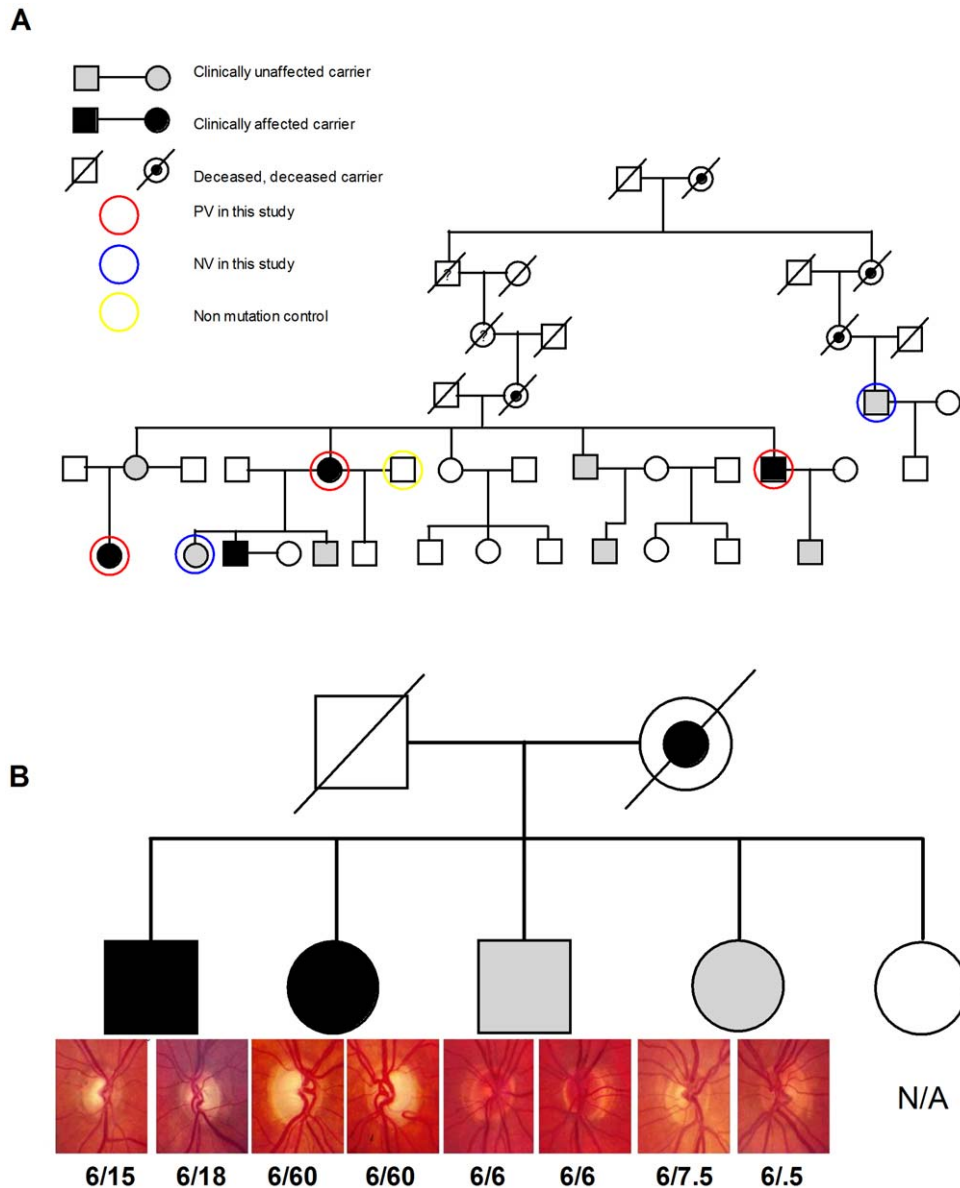 A
Clinically unaffected carrier
Clinically affected carrier
Deceased, deceased carrier
PV in this study
NV in this study
Non mutation control
?
?
B
N/A
6/15 6/18 6/60 6/60 6/6 6/6 6/7.5 6/.5